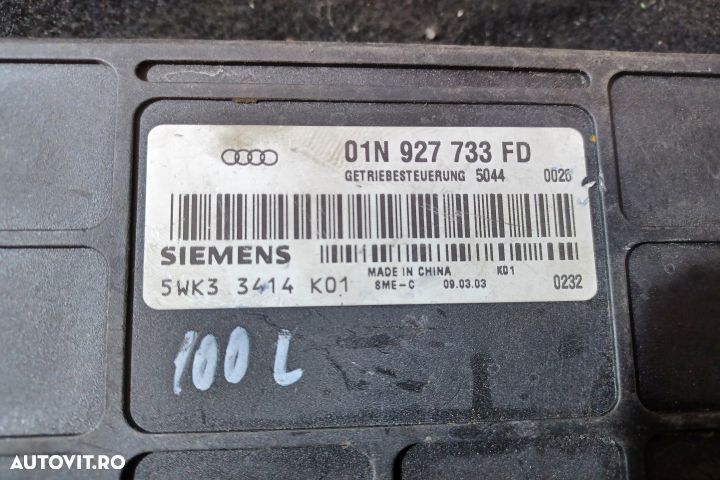 01N 927 733 FD
GETRIEBESTEUERUNG 5044 0026
SIEMENS
MADE IN CHINA K01
5WK3 3414 K01 SME-C 09.03.03 0232
100 L
AUTOVIT.RO